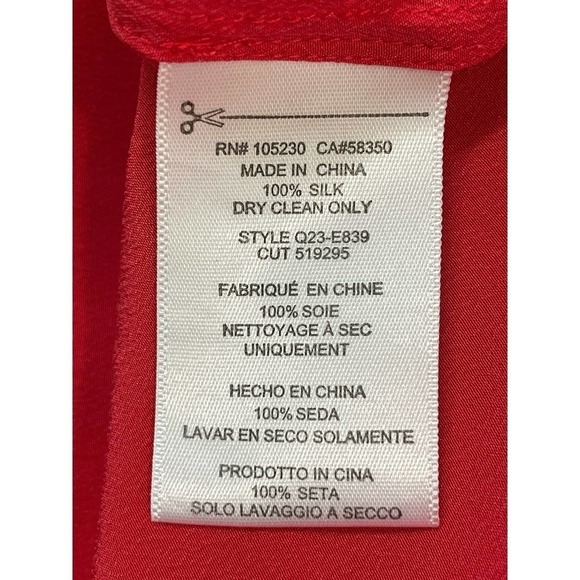 RN# 105230 CA#58350
MADE IN CHINA
100% SILK
DRY CLEAN ONLY
STYLE Q23-E839
CUT 519295
FABRIQUÉ EN CHINE
100% SOIE
NETTOYAGE À SEC
UNIQUEMENT
HECHO EN CHINA
100% SEDA
LAVAR EN SECO SOLAMENTE
PRODOTTO IN CINA
100% SETA
SOLO LAVAGGIO A SECCO